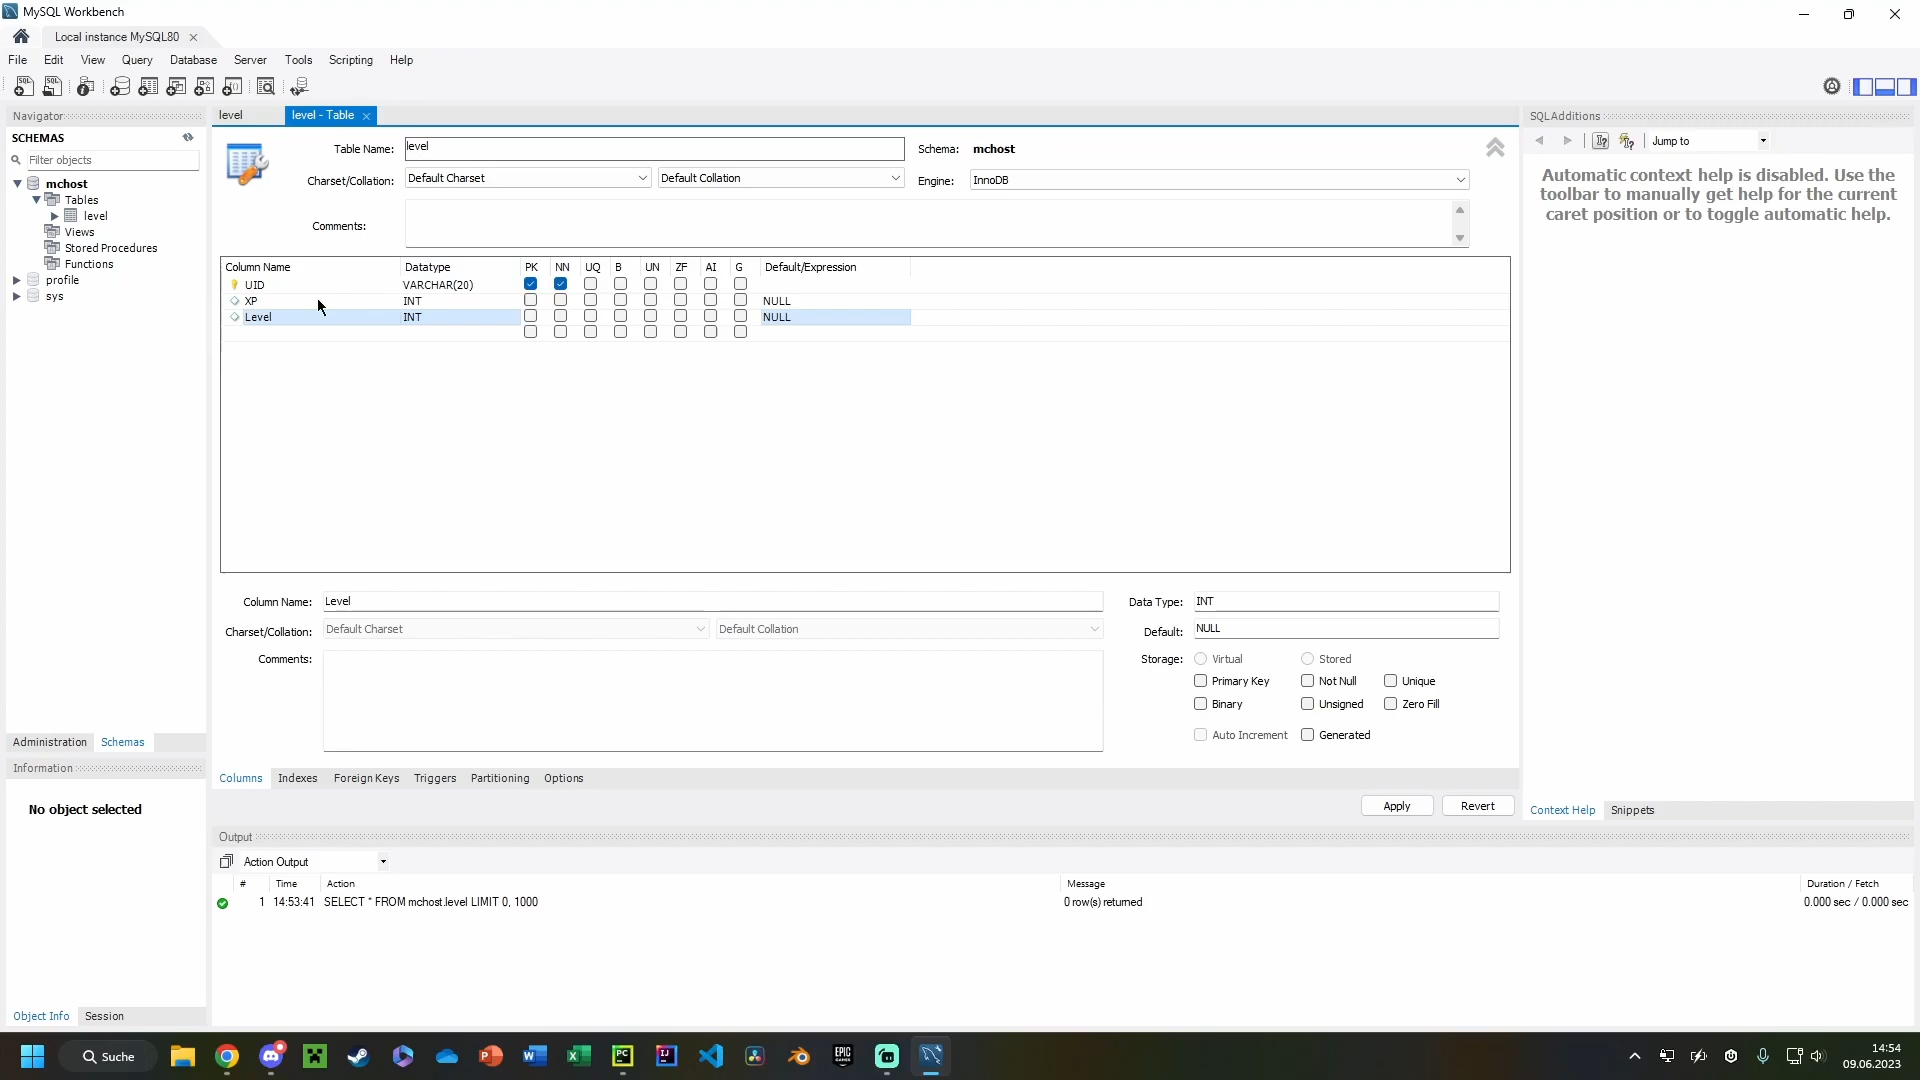 MySQL Workbench
Local instance MySQL80
File Edit View Query Database Server Tools Scripting Help
Navigator
SCHEMAS
Filter objects
mchost
Tables
level
Views
Stored Procedures
Functions
profile
sys
Administration Schemas
Information
No object selected
Object Info Session
level level - Table
Table Name: level Schema: mchost
Charset/Collation: Default Charset Default Collation Engine: InnoDB
Comments:
Column Name Datatype PK NN UQ B UN ZF AI G Default/Expression
UID VARCHAR(20)
XP INT NULL
Level INT NULL
Column Name: Level Data Type: INT
Charset/Collation: Default Charset Default Collation Default: NULL
Comments: Storage: Virtual Stored
Primary Key Not Null Unique
Binary Unsigned Zero Fill
Auto Increment Generated
Columns Indexes Foreign Keys Triggers Partitioning Options
Apply Revert
Output
Action Output
# Time Action Message Duration / Fetch
1 14:53:41 SELECT * FROM mchost.level LIMIT 0, 1000 0 row(s) returned 0.000 sec / 0.000 sec
SQLAdditions
Jump to
Automatic context help is disabled. Use the
toolbar to manually get help for the current
caret position or to toggle automatic help.
Context Help Snippets
Suche
14:54
09.06.2023